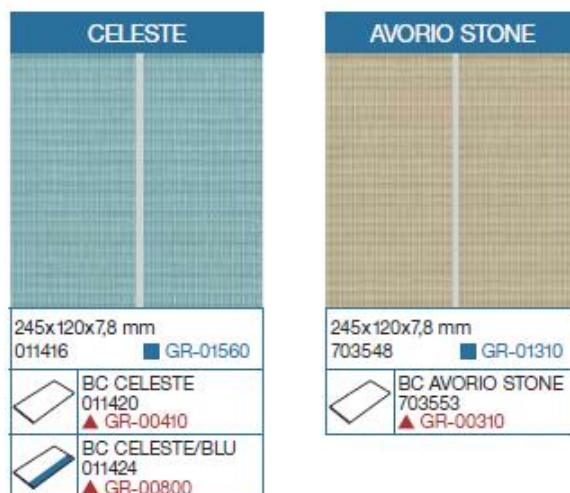 CELESTE
245x120x7,8 mm
011416 GR-01560
BC CELESTE
011420
GR-00410
BC CELESTE/BLU
011424
GR-00800
AVORIO STONE
245x120x7,8 mm
703548 GR-01310
BC AVORIO STONE
703553
GR-00310